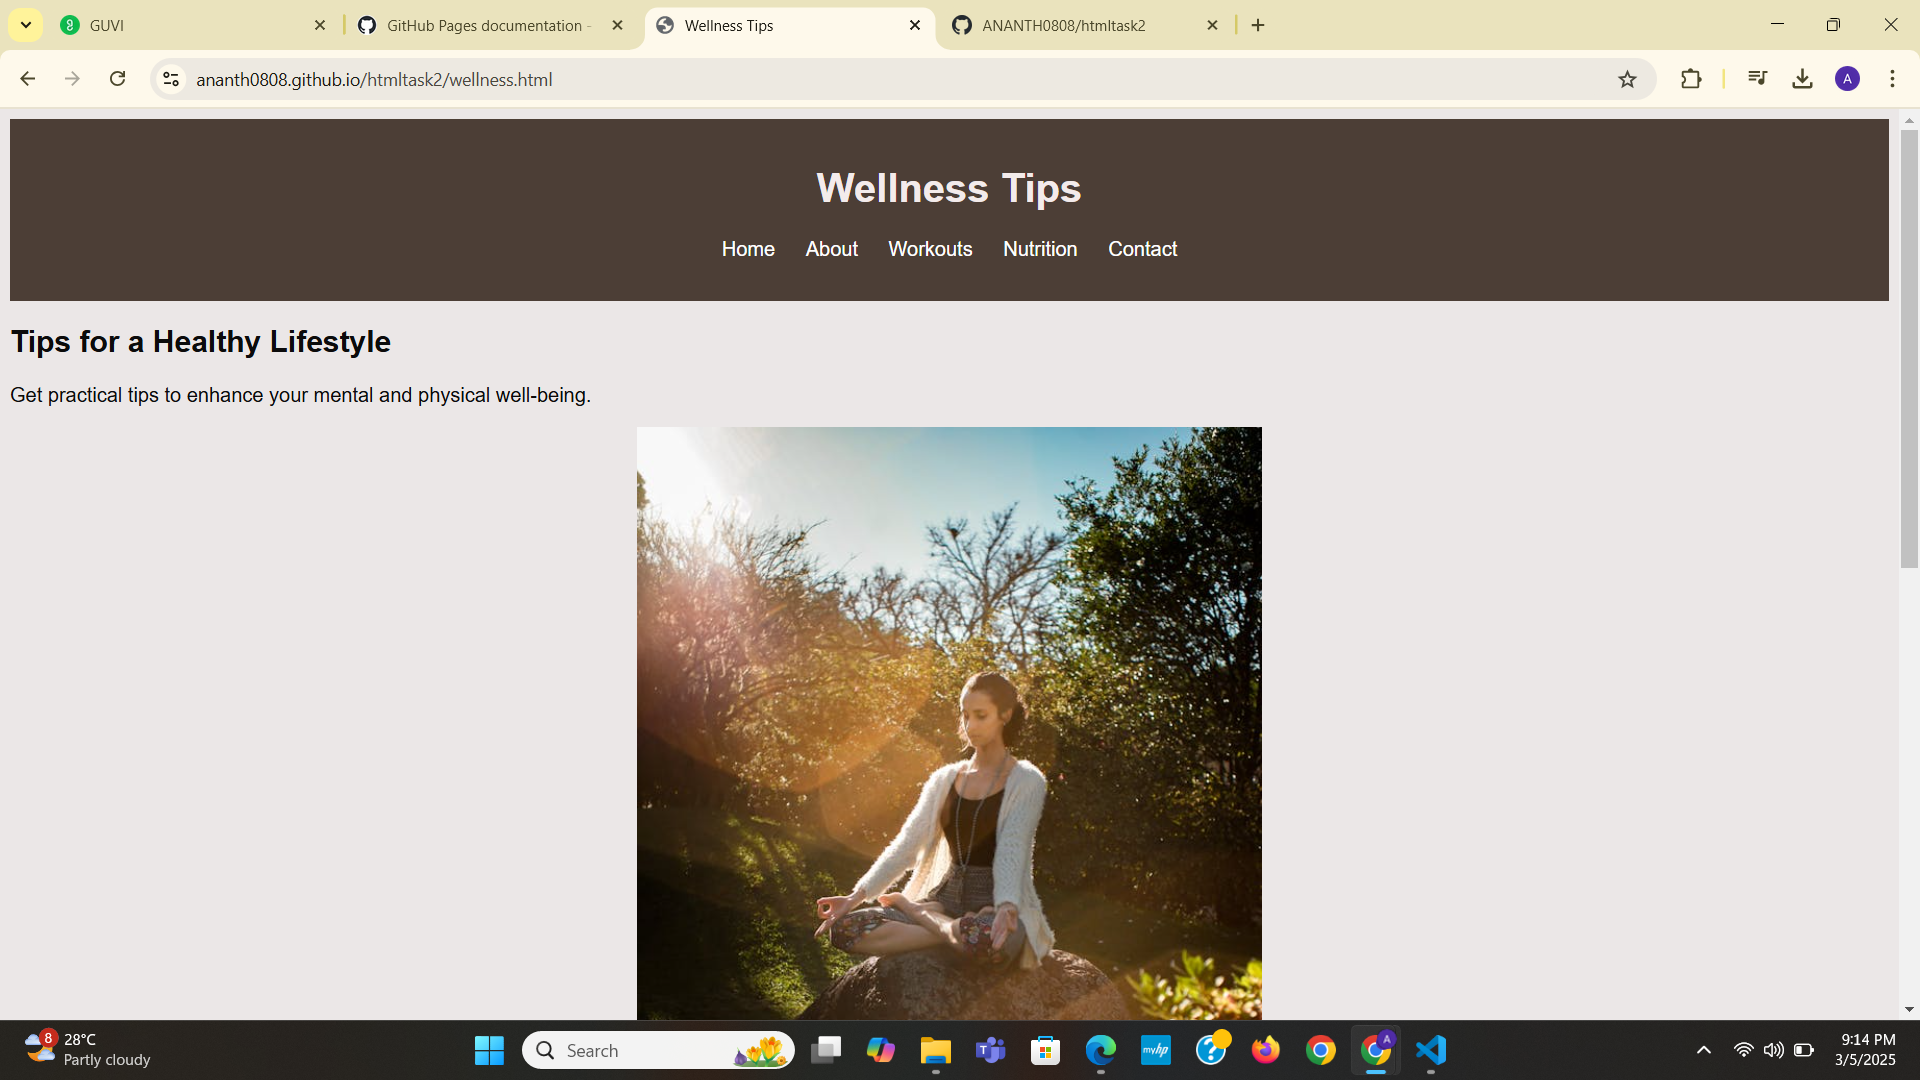 GUVI
GitHub Pages documentation -
Wellness Tips
ANANTH0808/htmltask2
ananth0808.github.io/htmltask2/wellness.html
A
Wellness Tips
Home About Workouts Nutrition Contact
Tips for a Healthy Lifestyle
Get practical tips to enhance your mental and physical well-being.
8
28°C
Partly cloudy
Search
myhp
A
9:14 PM
3/5/2025